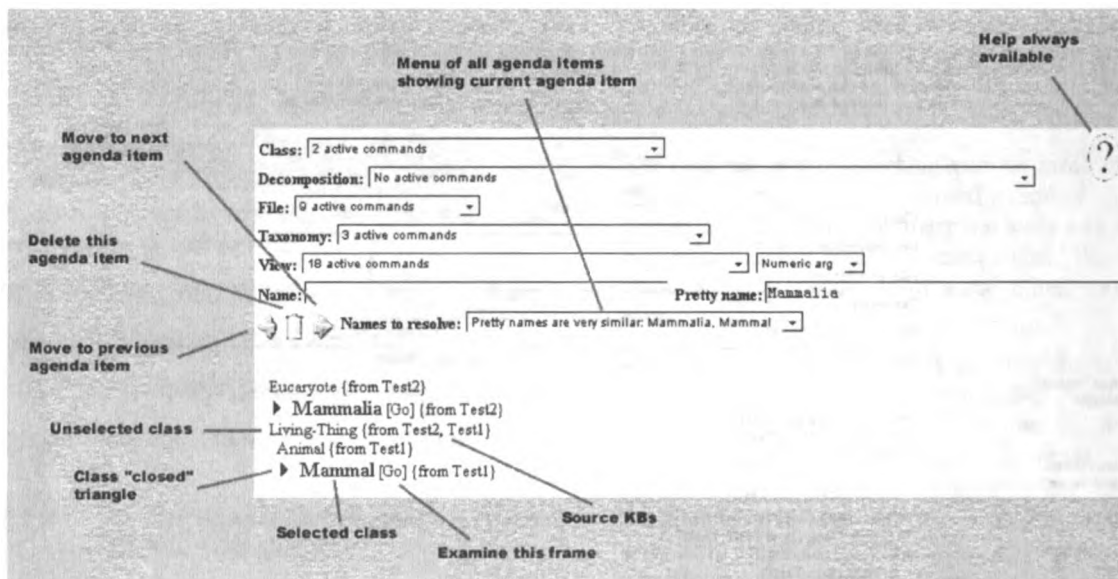 Help always
available
Menu of all agenda items
showing current agenda item
Move to next
agenda item
Class: 2 active commands
Decomposition: No active commands
File: 9 active commands
Delete this
agenda item
Taxonomy: 3 active commands
View: 18 active commands Numeric arg
Name: Pretty name: Mammalia
Names to resolve: Pretty names are very similar: Mammalia, Mammal
Move to previous
agenda item
Eucaryote {from Test2}
Mammalia [Go] {from Test2}
Unselected class
Living-Thing {from Test2, Test1}
Animal {from Test1}
Class "closed"
triangle
Mammal [Go] {from Test1}
Source KBs
Selected class
Examine this frame
?